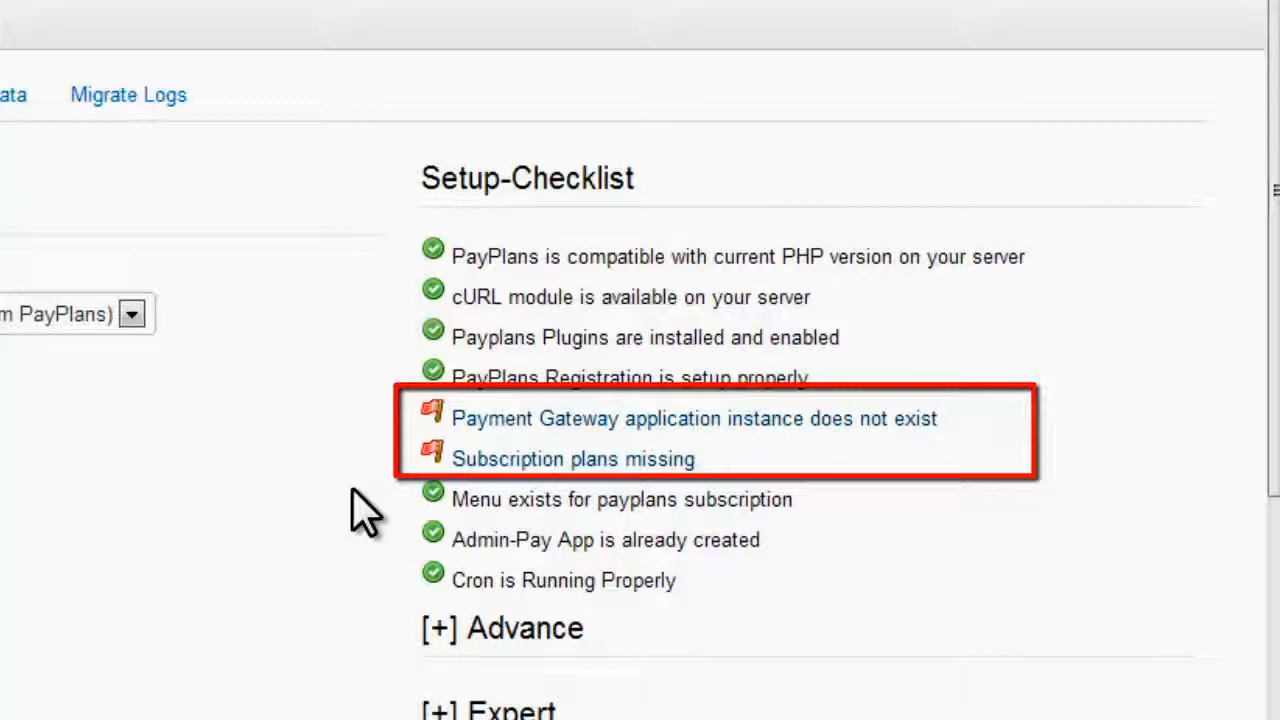 ata Migrate Logs
Setup-Checklist
PayPlans is compatible with current PHP version on your server
cURL module is available on your server
m PayPlans)
Payplans Plugins are installed and enabled
PayPlans Registration is setup properly
Payment Gateway application instance does not exist
Subscription plans missing
Menu exists for payplans subscription
Admin-Pay App is already created
Cron is Running Properly
[+] Advance
[+] Expert